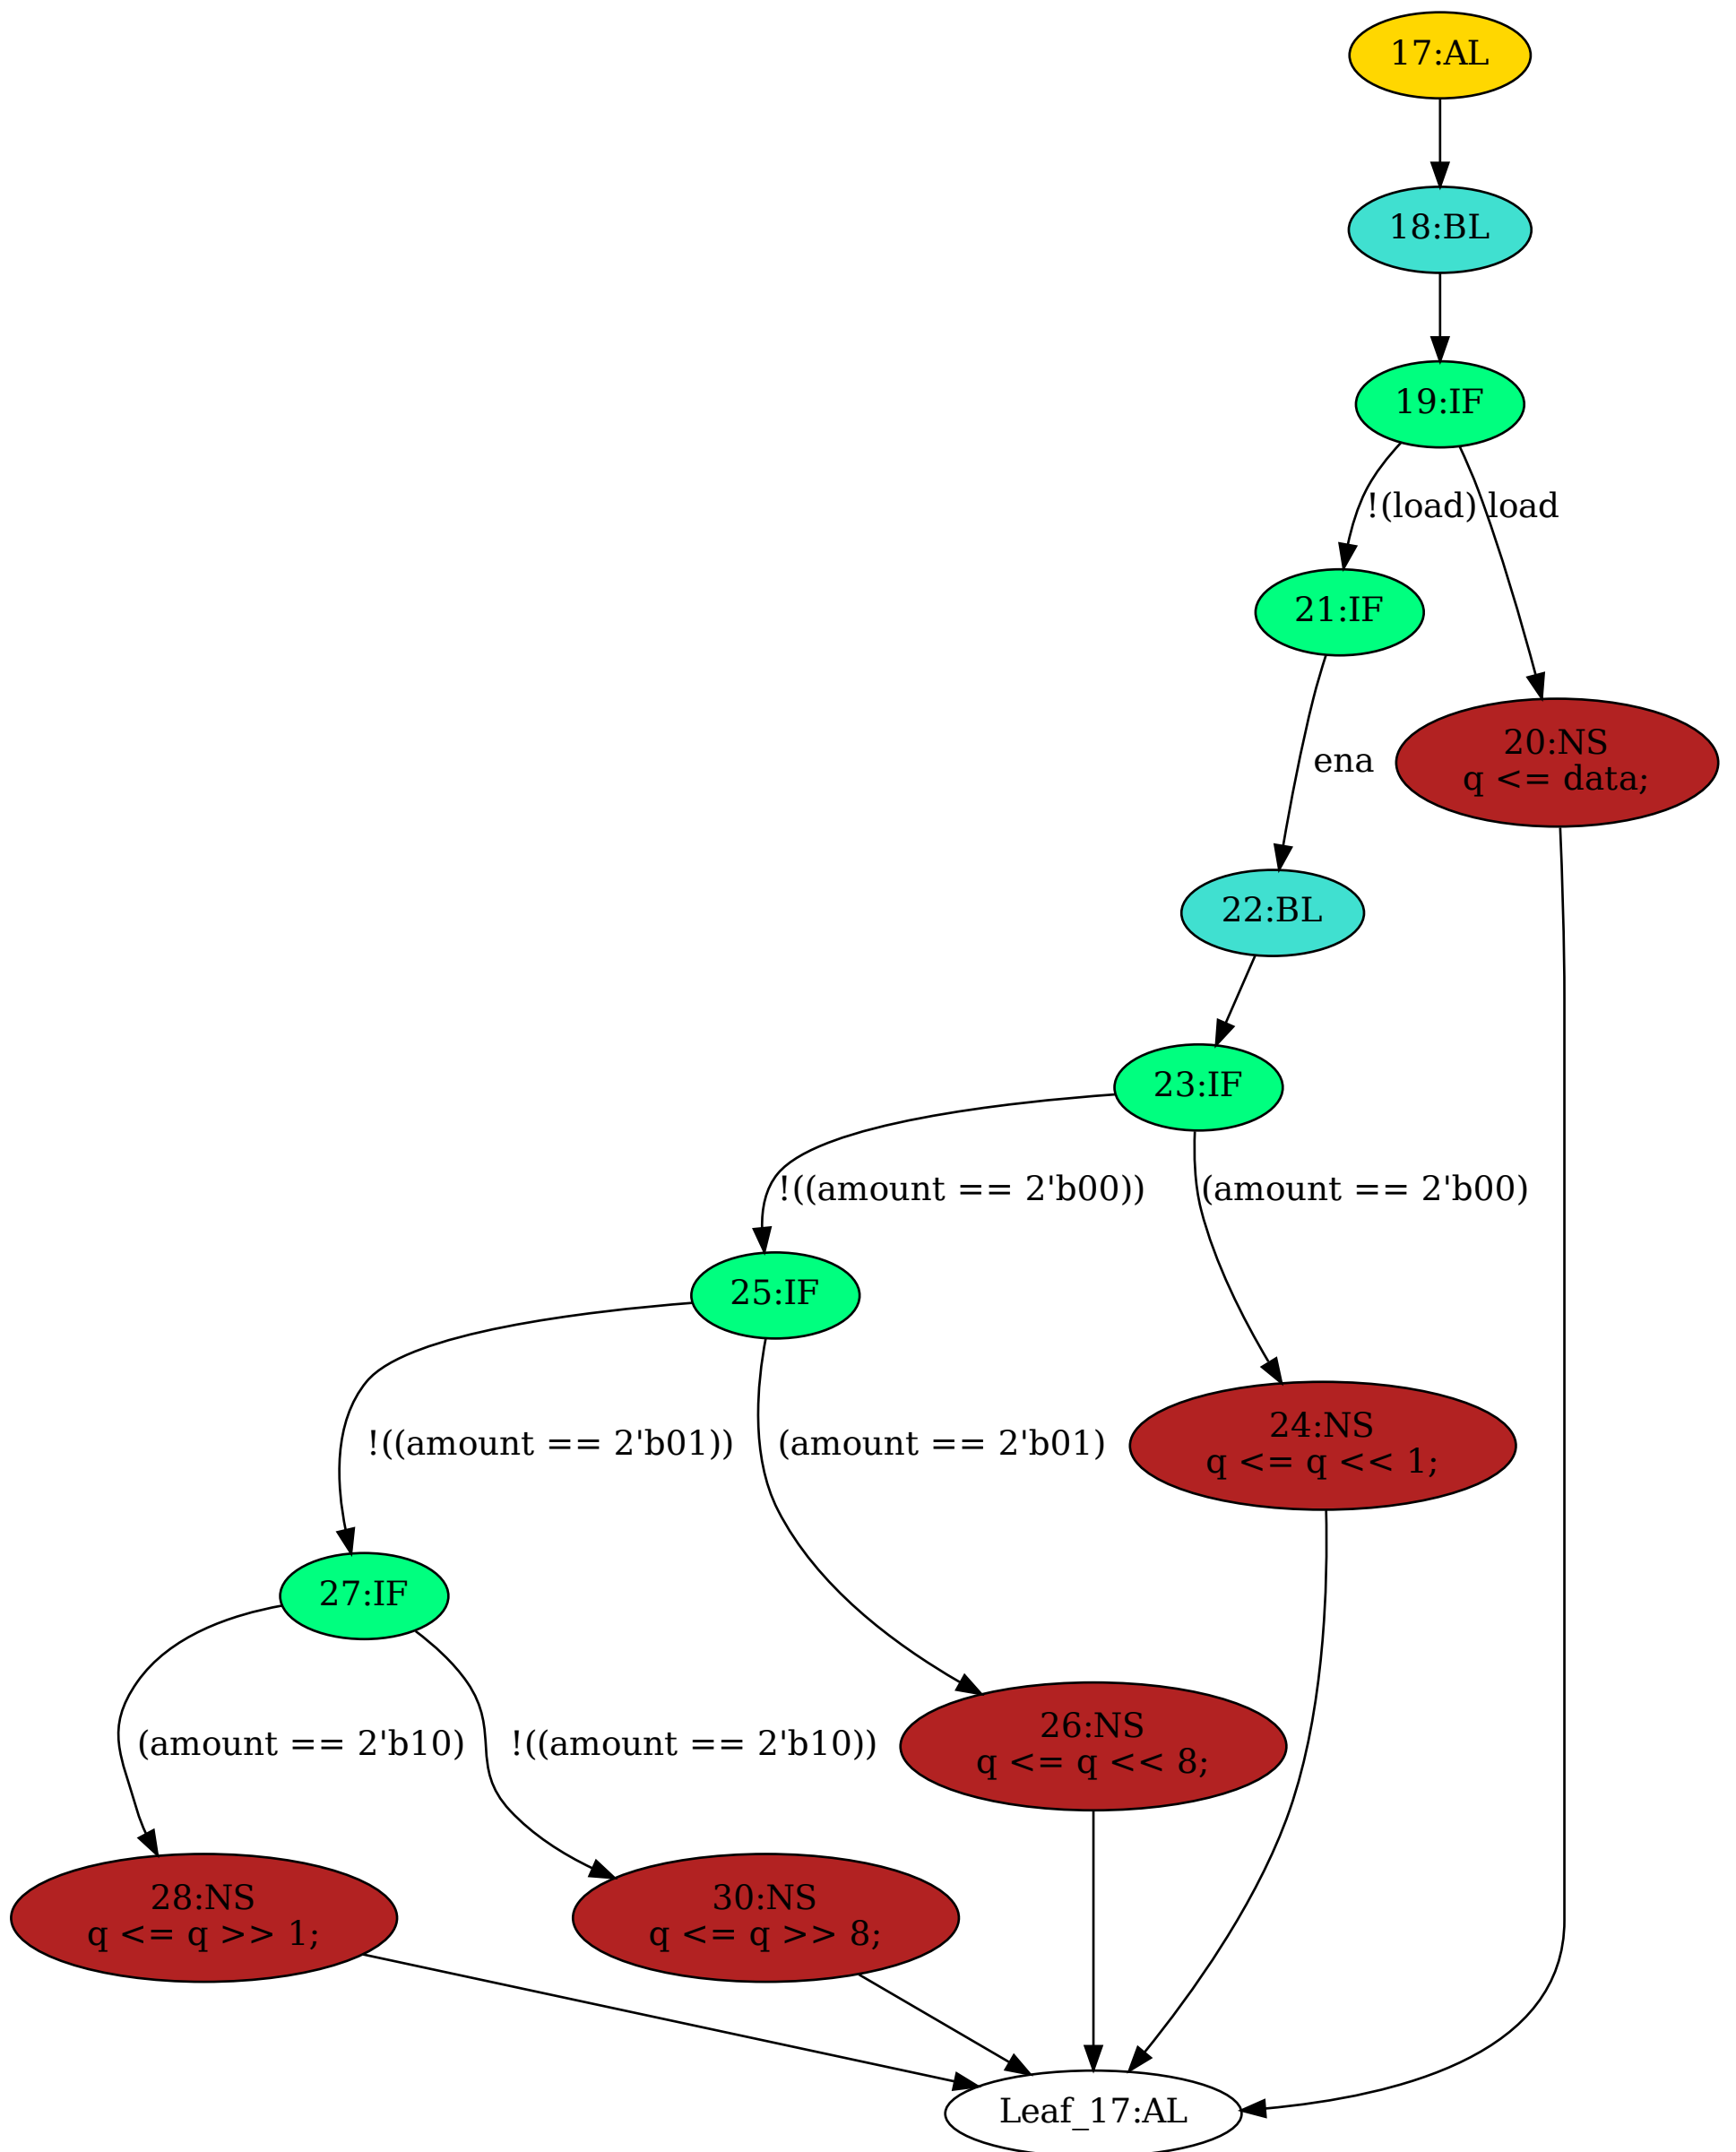 17:AL
18:BL
19:IF
!(load)
load
21:IF
20:NS
q <= data;
ena
22:BL
23:IF
!((amount == 2'b00))
(amount == 2'b00)
25:IF
24:NS
q <= q << 1;
!((amount == 2'b01))
(amount == 2'b01)
27:IF
26:NS
q <= q << 8;
(amount == 2'b10)
!((amount == 2'b10))
28:NS
q <= q >> 1;
30:NS
q <= q >> 8;
Leaf_17:AL